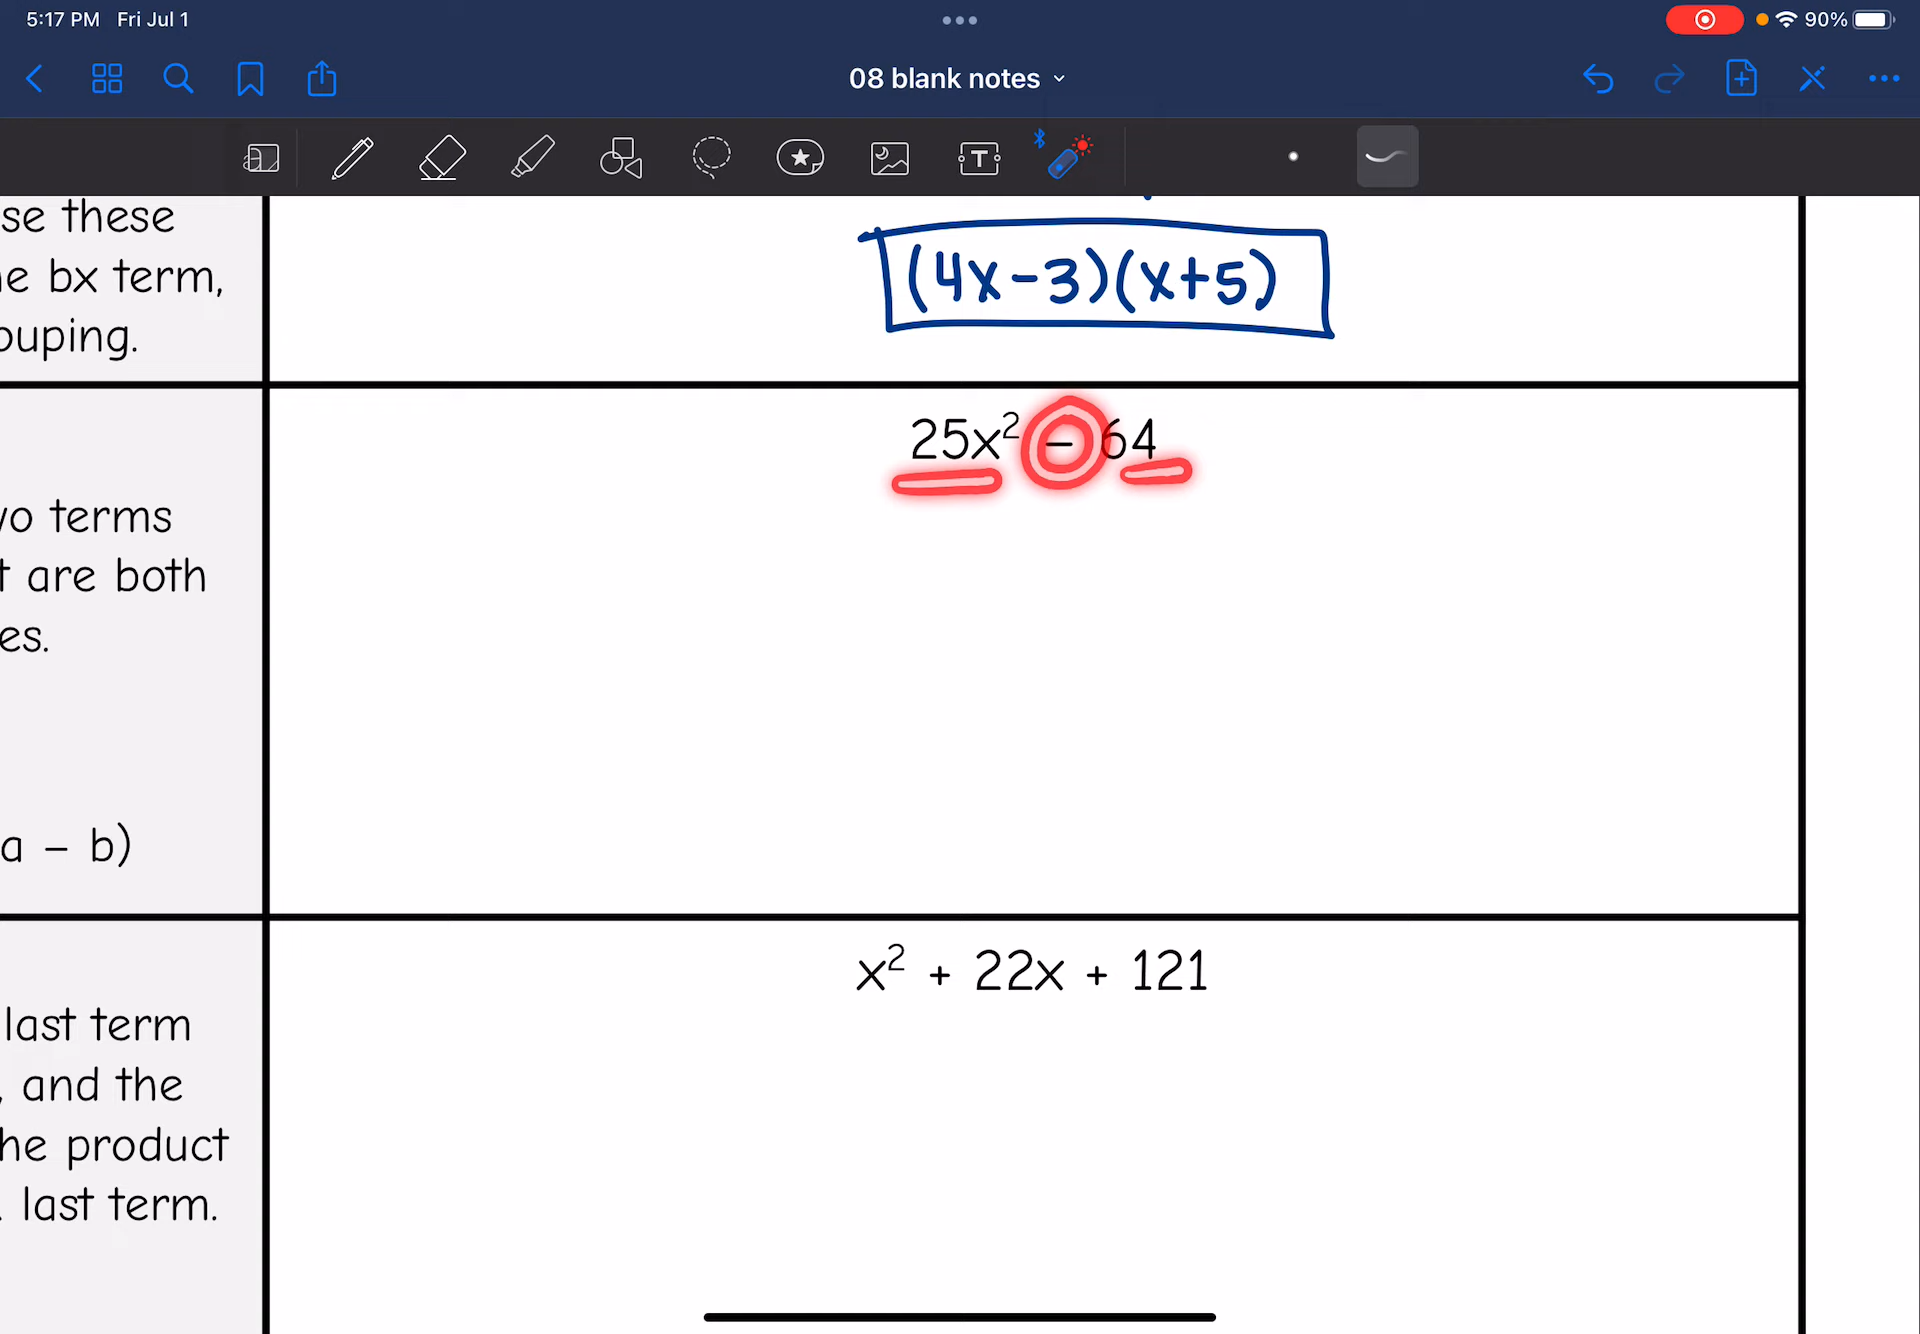 5:17 PM Fri Jul 1
90%
08 blank notes
T
se these
e bx term,
ouping.
(4x-3)(x+5)
25x² – 64
vo terms
t are both
es.
a – b)
x² + 22x + 121
last term
, and the
he product
. last term.